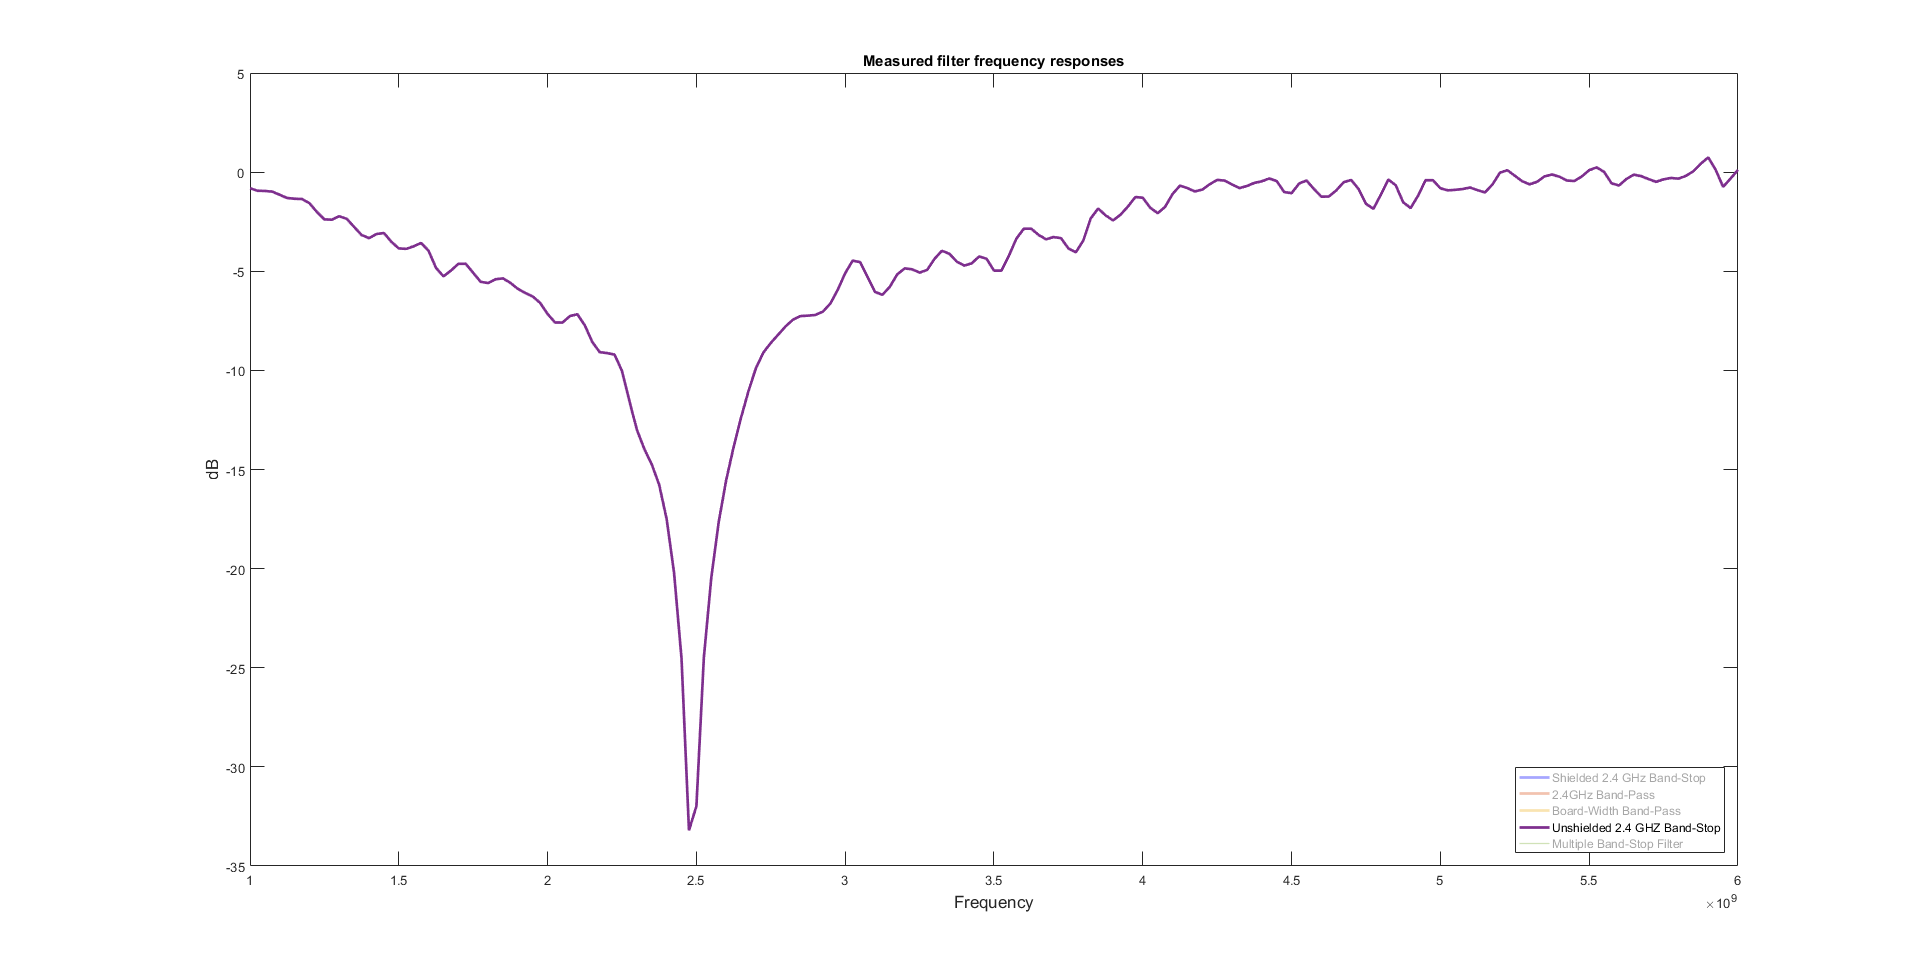 Measured filter frequency responses
5
0
-5
-10
-15
-20
-25
-30
-35
dB
1 1.5 2 2.5 3 3.5 4 4.5 5 5.5 6
Frequency
×10⁹
Shielded 2.4 GHz Band-Stop
2.4GHz Band-Pass
Board-Width Band-Pass
Unshielded 2.4 GHZ Band-Stop
Multiple Band-Stop Filter